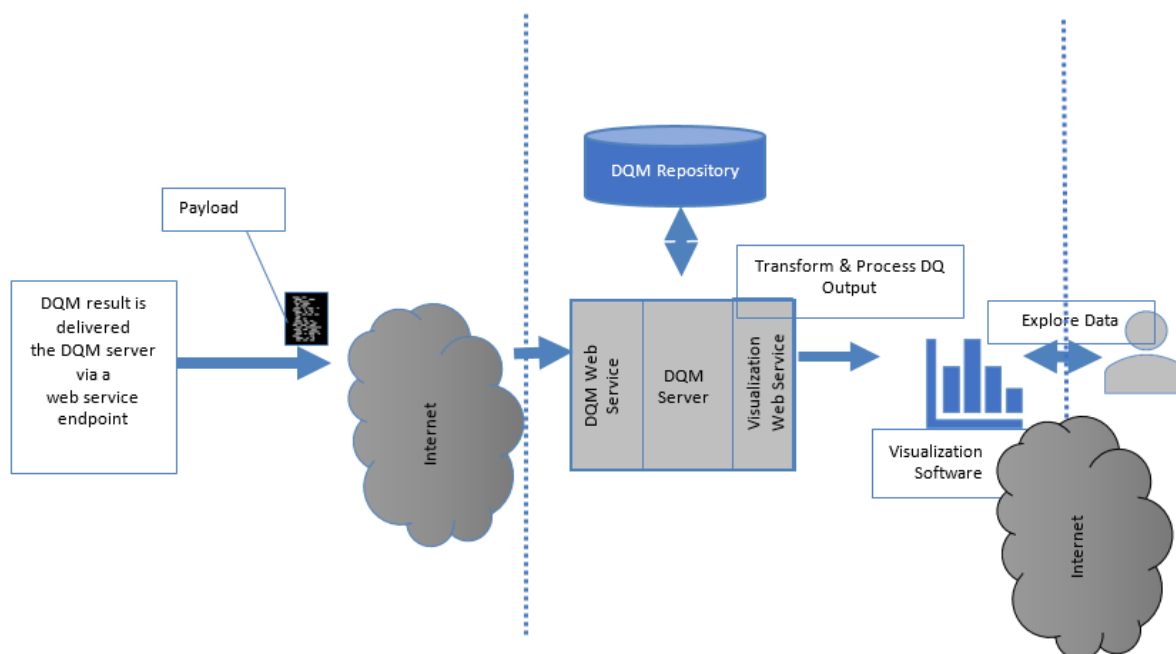 DQM Repository
Payload
Transform & Process DQ
Output
DQM result is
delivered
the DQM server
via a
web service
endpoint
Explore Data
Internet
DQM Web
Service
DQM
Server
Visualization
Web Service
Visualization
Software
Internet